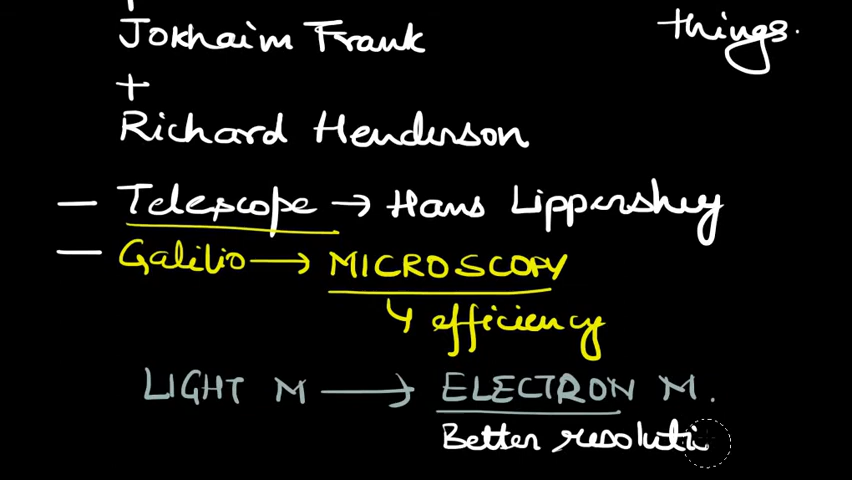 Jokhaim Frank things.
+
Richard Henderson
— Telescope → Hans Lippershey
— Galilio → MICROSCOPY
↳ efficiency
LIGHT M → ELECTRON M.
Better resoluti